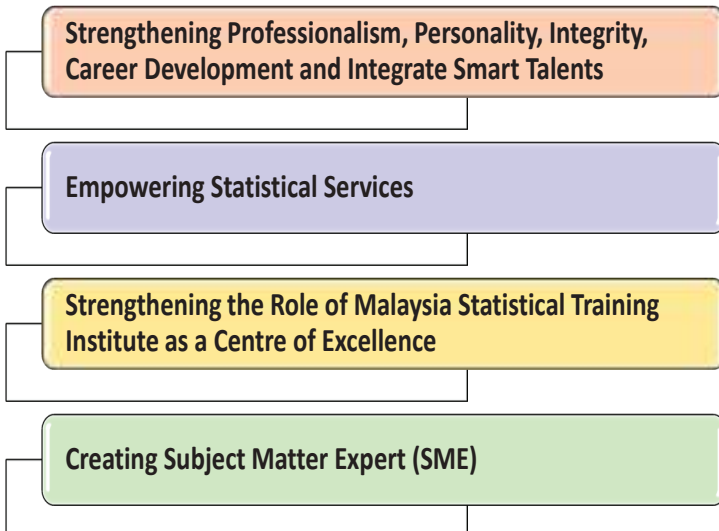 Strengthening Professionalism, Personality, Integrity,
Career Development and Integrate Smart Talents
Empowering Statistical Services
Strengthening the Role of Malaysia Statistical Training
Institute as a Centre of Excellence
Creating Subject Matter Expert (SME)